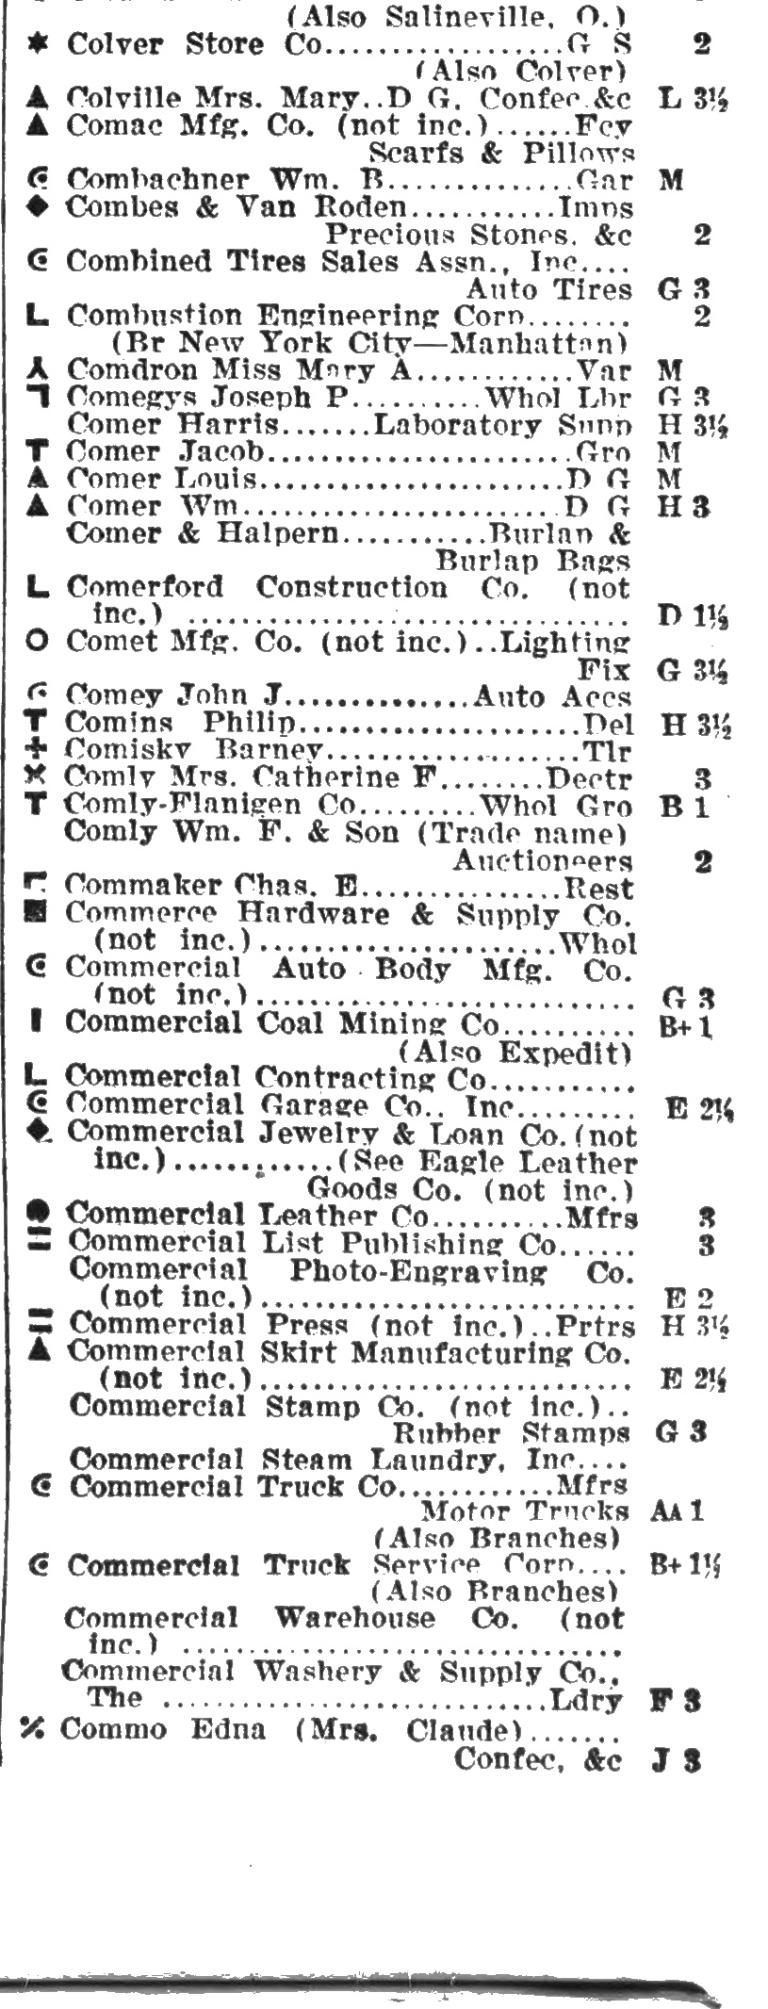 (Also Salineville, O.)
✶ Colver Store Co..................G S 2
(Also Colver)
▲ Colville Mrs. Mary..D G, Confec &c L 3½
▲ Comac Mfg. Co. (not inc.)......Fcy
Scarfs & Pillows
Combachner Wm. B.............Gar M
◆ Combes & Van Roden...........Imps
Precious Stones, &c 2
Combined Tires Sales Assn., Inc....
Auto Tires G 3
L Combustion Engineering Corn........ 2
(Br New York City—Manhattan)
Comdron Miss Mary A............Var M
Comegys Joseph P..........Whol Lbr G 3
Comer Harris.......Laboratory Supp H 3½
T Comer Jacob......................Gro M
▲ Comer Louis......................D G M
▲ Comer Wm.......................D G H 3
Comer & Halpern...........Burlap &
Burlap Bags
L Comerford Construction Co. (not
inc.) ................................ D 1½
O Comet Mfg. Co. (not inc.)..Lighting
Fix G 3½
Comey John J..............Auto Accs
T Comins Philip.....................Del H 3½
✚ Comisky Barney...................Tlr
✕ Comly Mrs. Catherine F........Dectr 3
T Comly-Flanigen Co.........Whol Gro B 1
Comly Wm. F. & Son (Trade name)
Auctioneers 2
Commaker Chas. E...............Rest
■ Commerce Hardware & Supply Co.
(not inc.)......................Whol
Commercial Auto Body Mfg. Co.
(not inc.)............................ G 3
▮ Commercial Coal Mining Co.......... B+ 1
(Also Expedit)
L Commercial Contracting Co...........
Commercial Garage Co., Inc......... E 2½
◆ Commercial Jewelry & Loan Co. (not
inc.).............(See Eagle Leather
Goods Co. (not inc.)
● Commercial Leather Co..........Mfrs 3
= Commercial List Publishing Co...... 3
Commercial Photo-Engraving Co.
(not inc.)............................ E 2
= Commercial Press (not inc.)..Prtrs H 3½
▲ Commercial Skirt Manufacturing Co.
(not inc.)............................ E 2½
Commercial Stamp Co. (not inc.)..
Rubber Stamps G 3
Commercial Steam Laundry, Inc....
Commercial Truck Co............Mfrs
Motor Trucks AA 1
(Also Branches)
Commercial Truck Service Corp.... B+ 1½
(Also Branches)
Commercial Warehouse Co. (not
inc.) ................................
Commercial Washery & Supply Co.,
The ............................Ldry F 3
% Commo Edna (Mrs. Claude).......
Confec, &c J 3